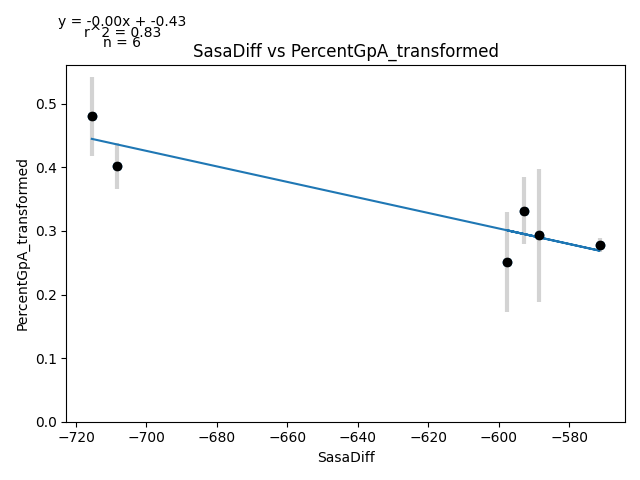 y = -0.00x + -0.43
r^2 = 0.83
n = 6
SasaDiff vs PercentGpA_transformed
PercentGpA_transformed
0.5
0.4
0.3
0.2
0.1
0.0
−720 −700 −680 −660 −640 −620 −600 −580
SasaDiff